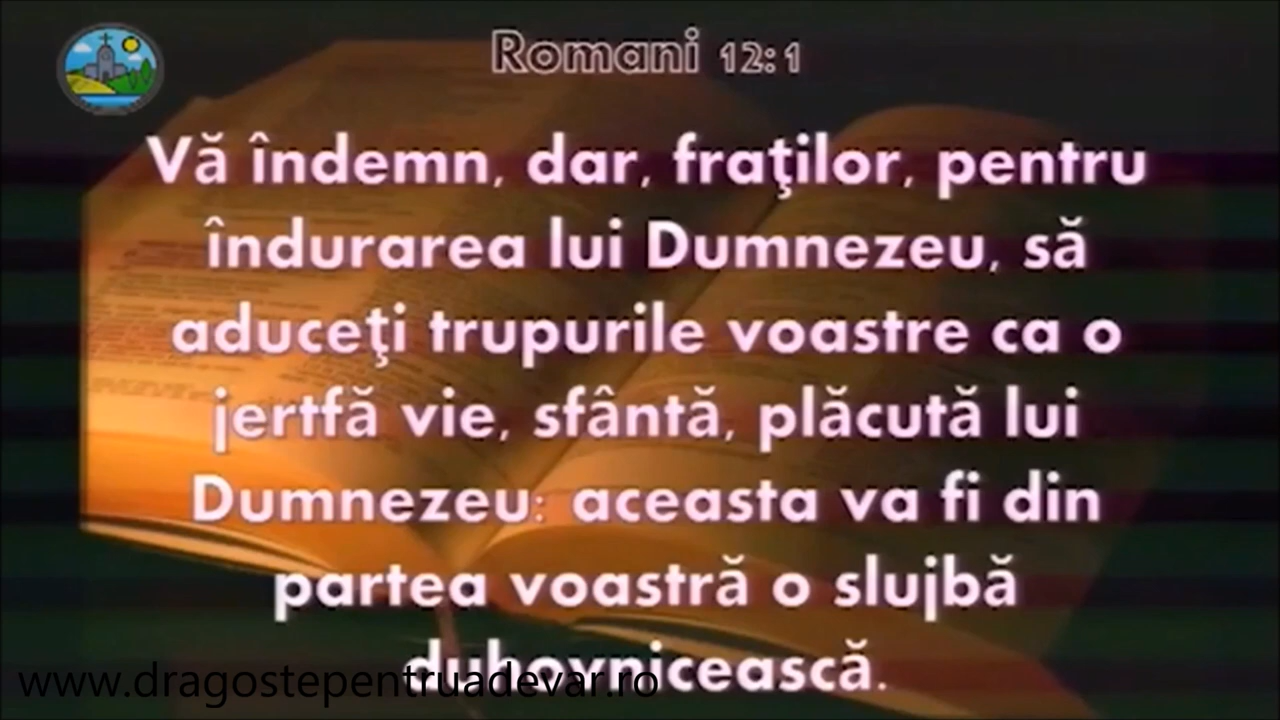 Romani 12:1
Vă îndemn, dar, fraţilor, pentru
îndurarea lui Dumnezeu, să
aduceţi trupurile voastre ca o
jertfă vie, sfântă, plăcută lui
Dumnezeu: aceasta va fi din
partea voastră o slujbă
duhovnicească.
www.dragostepentruadevar.ro